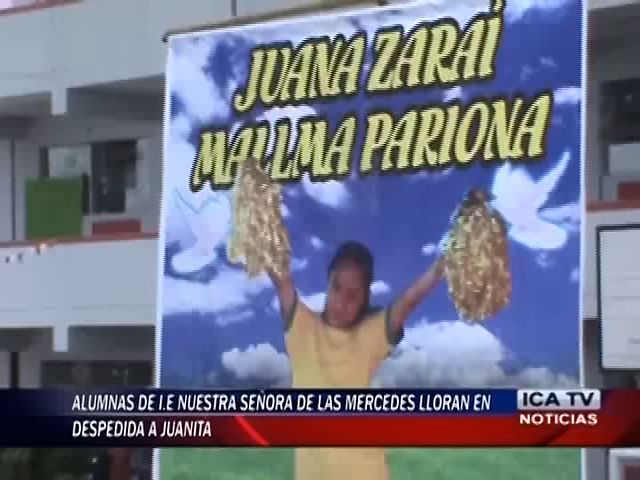 JUANA ZARAÍ
MALLMA PARIONA
ALUMNAS DE I.E NUESTRA SEÑORA DE LAS MERCEDES LLORAN EN
DESPEDIDA A JUANITA
ICA TV
NOTICIAS